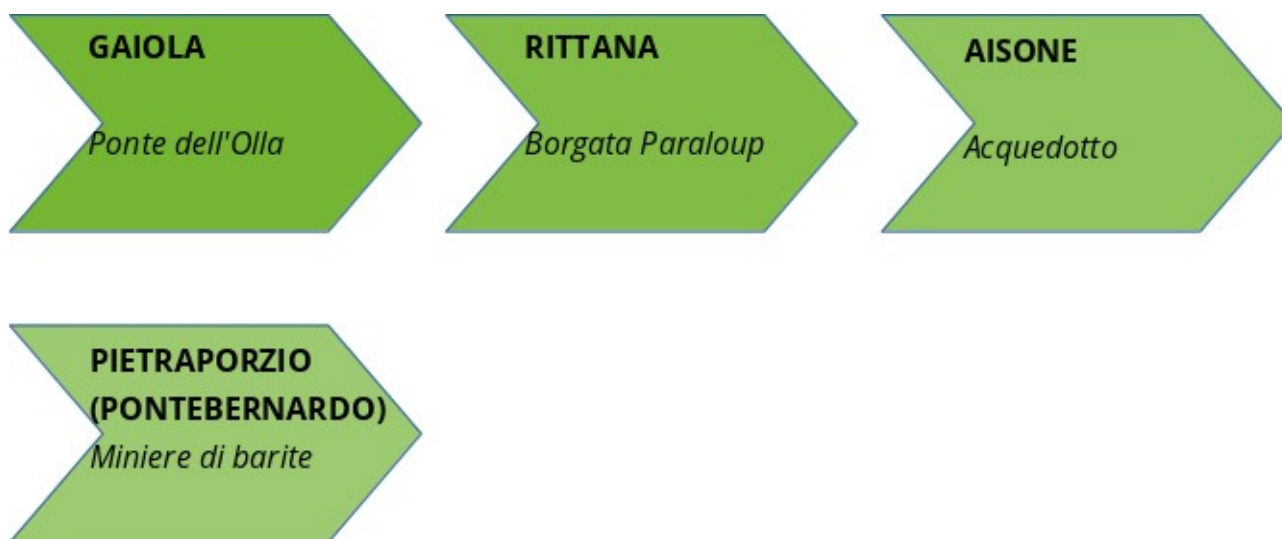 GAIOLA
Ponte dell'Olla
RITTANA
Borgata Paraloup
AISONE
Acquedotto
PIETRAPORZIO
(PONTEBERNARDO)
Miniere di barite